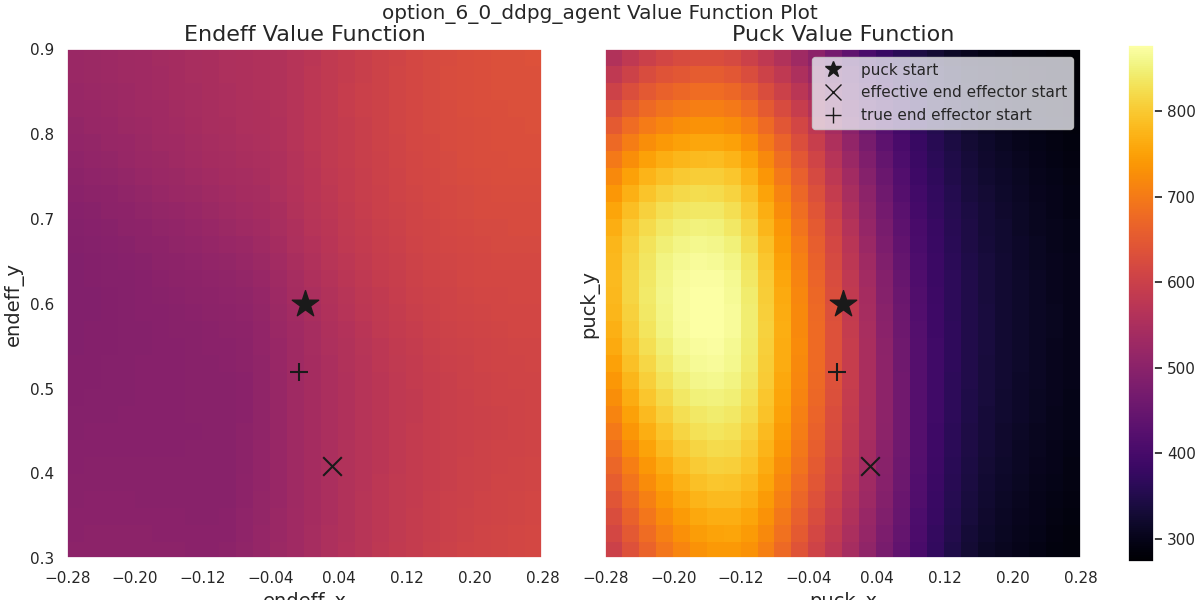 option_6_0_ddpg_agent Value Function Plot
Endeff Value Function
Puck Value Function
0.9
0.8
0.7
0.6
0.5
0.4
0.3
endeff_y
−0.28 −0.20 −0.12 −0.04 0.04 0.12 0.20 0.28
endeff_x
puck start
effective end effector start
true end effector start
puck_y
−0.28 −0.20 −0.12 −0.04 0.04 0.12 0.20 0.28
puck_x
800
700
600
500
400
300